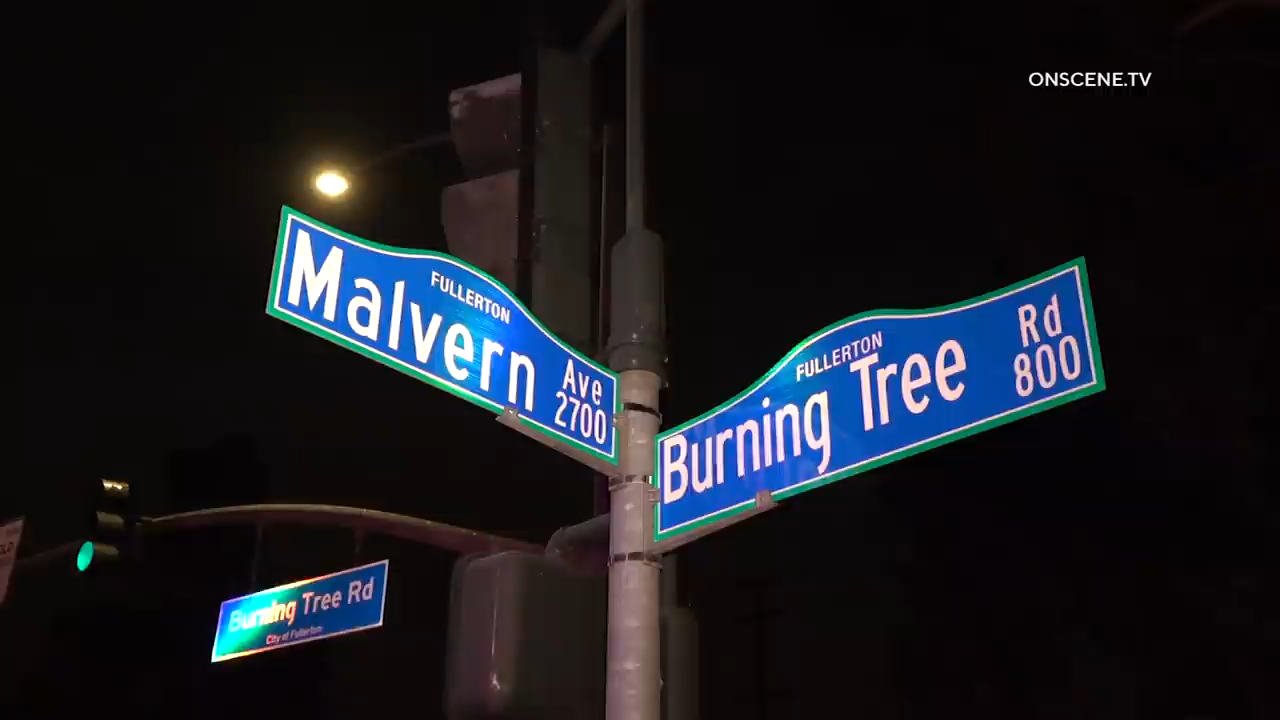 ONSCENE.TV
FULLERTON
Malvern Ave
2700
FULLERTON
Burning Tree Rd
800
Burning Tree Rd
City of Fullerton